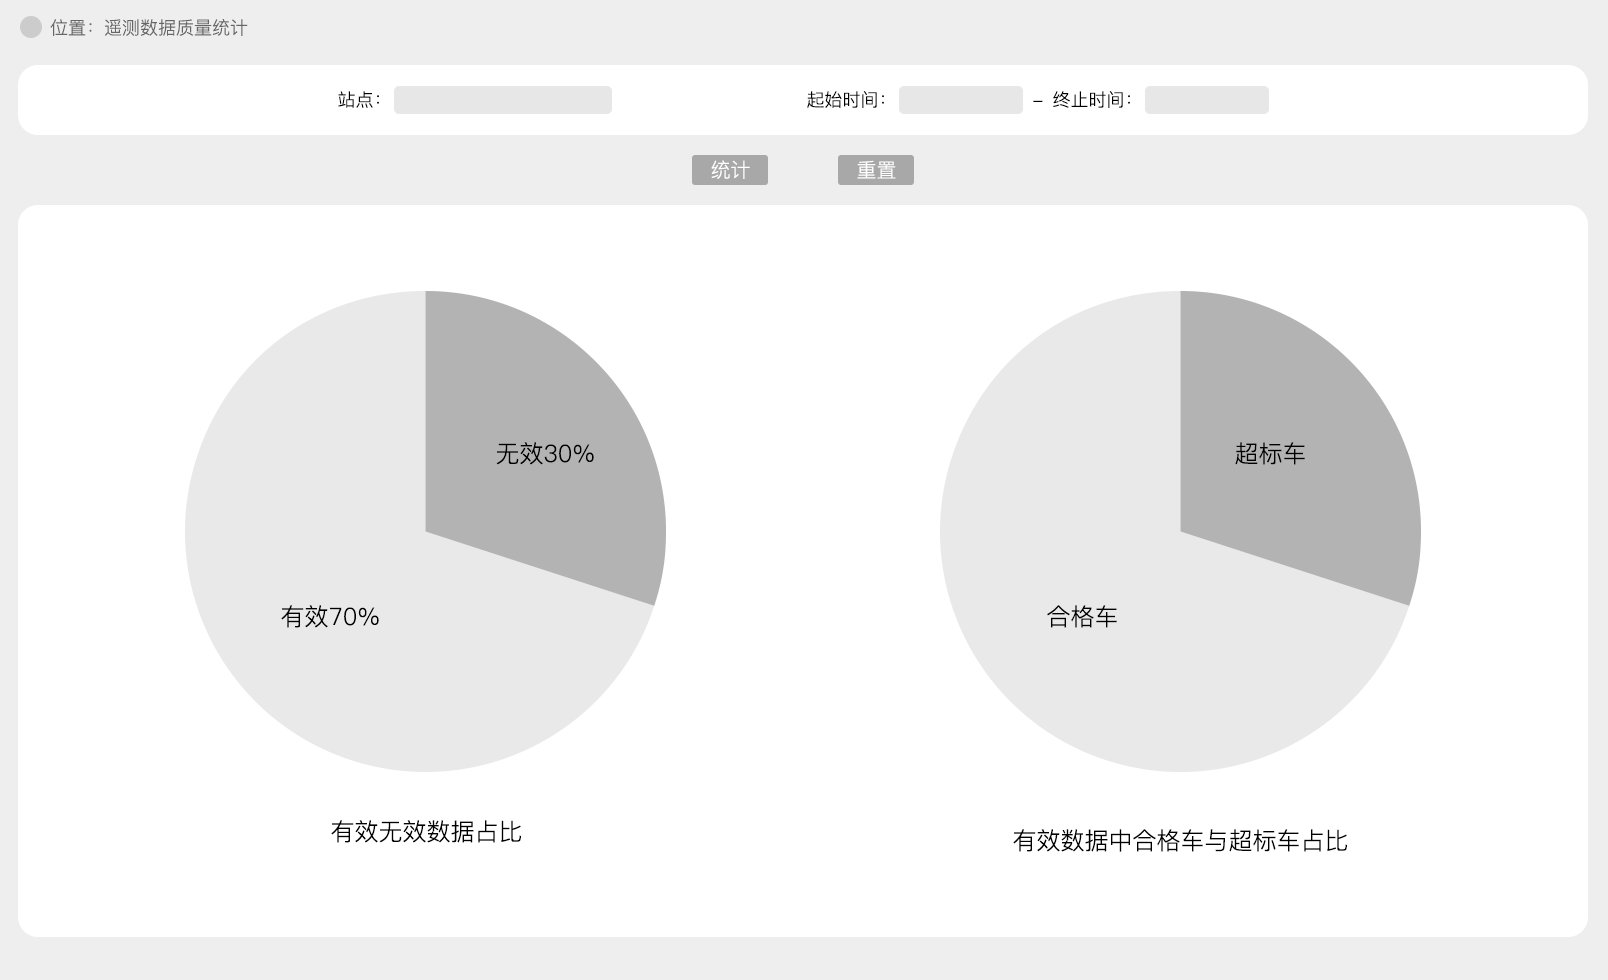 位置：遥测数据质量统计
站点： 起始时间： – 终止时间：
统计 重置
无效30%
超标车
有效70%
合格车
有效无效数据占比
有效数据中合格车与超标车占比